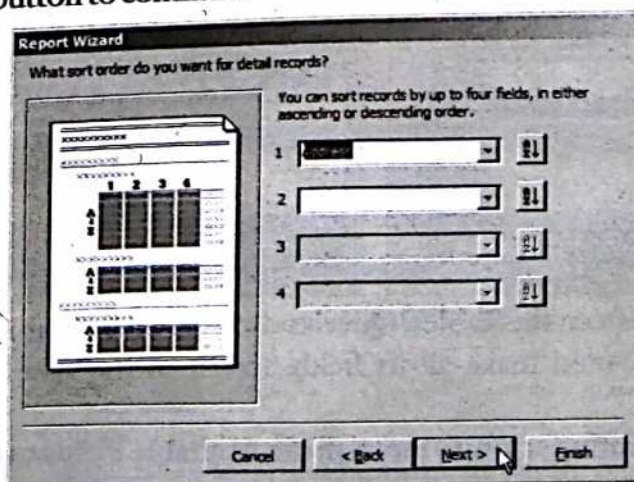 button to
Report Wizard
What sort order do you want for detail records?
You can sort records by up to four fields, in either
ascending or descending order.
1 Address
2
3
4
1 2 3 4
A
Z
A
Z
A
Z
Cancel
< Back
Next >
Finish